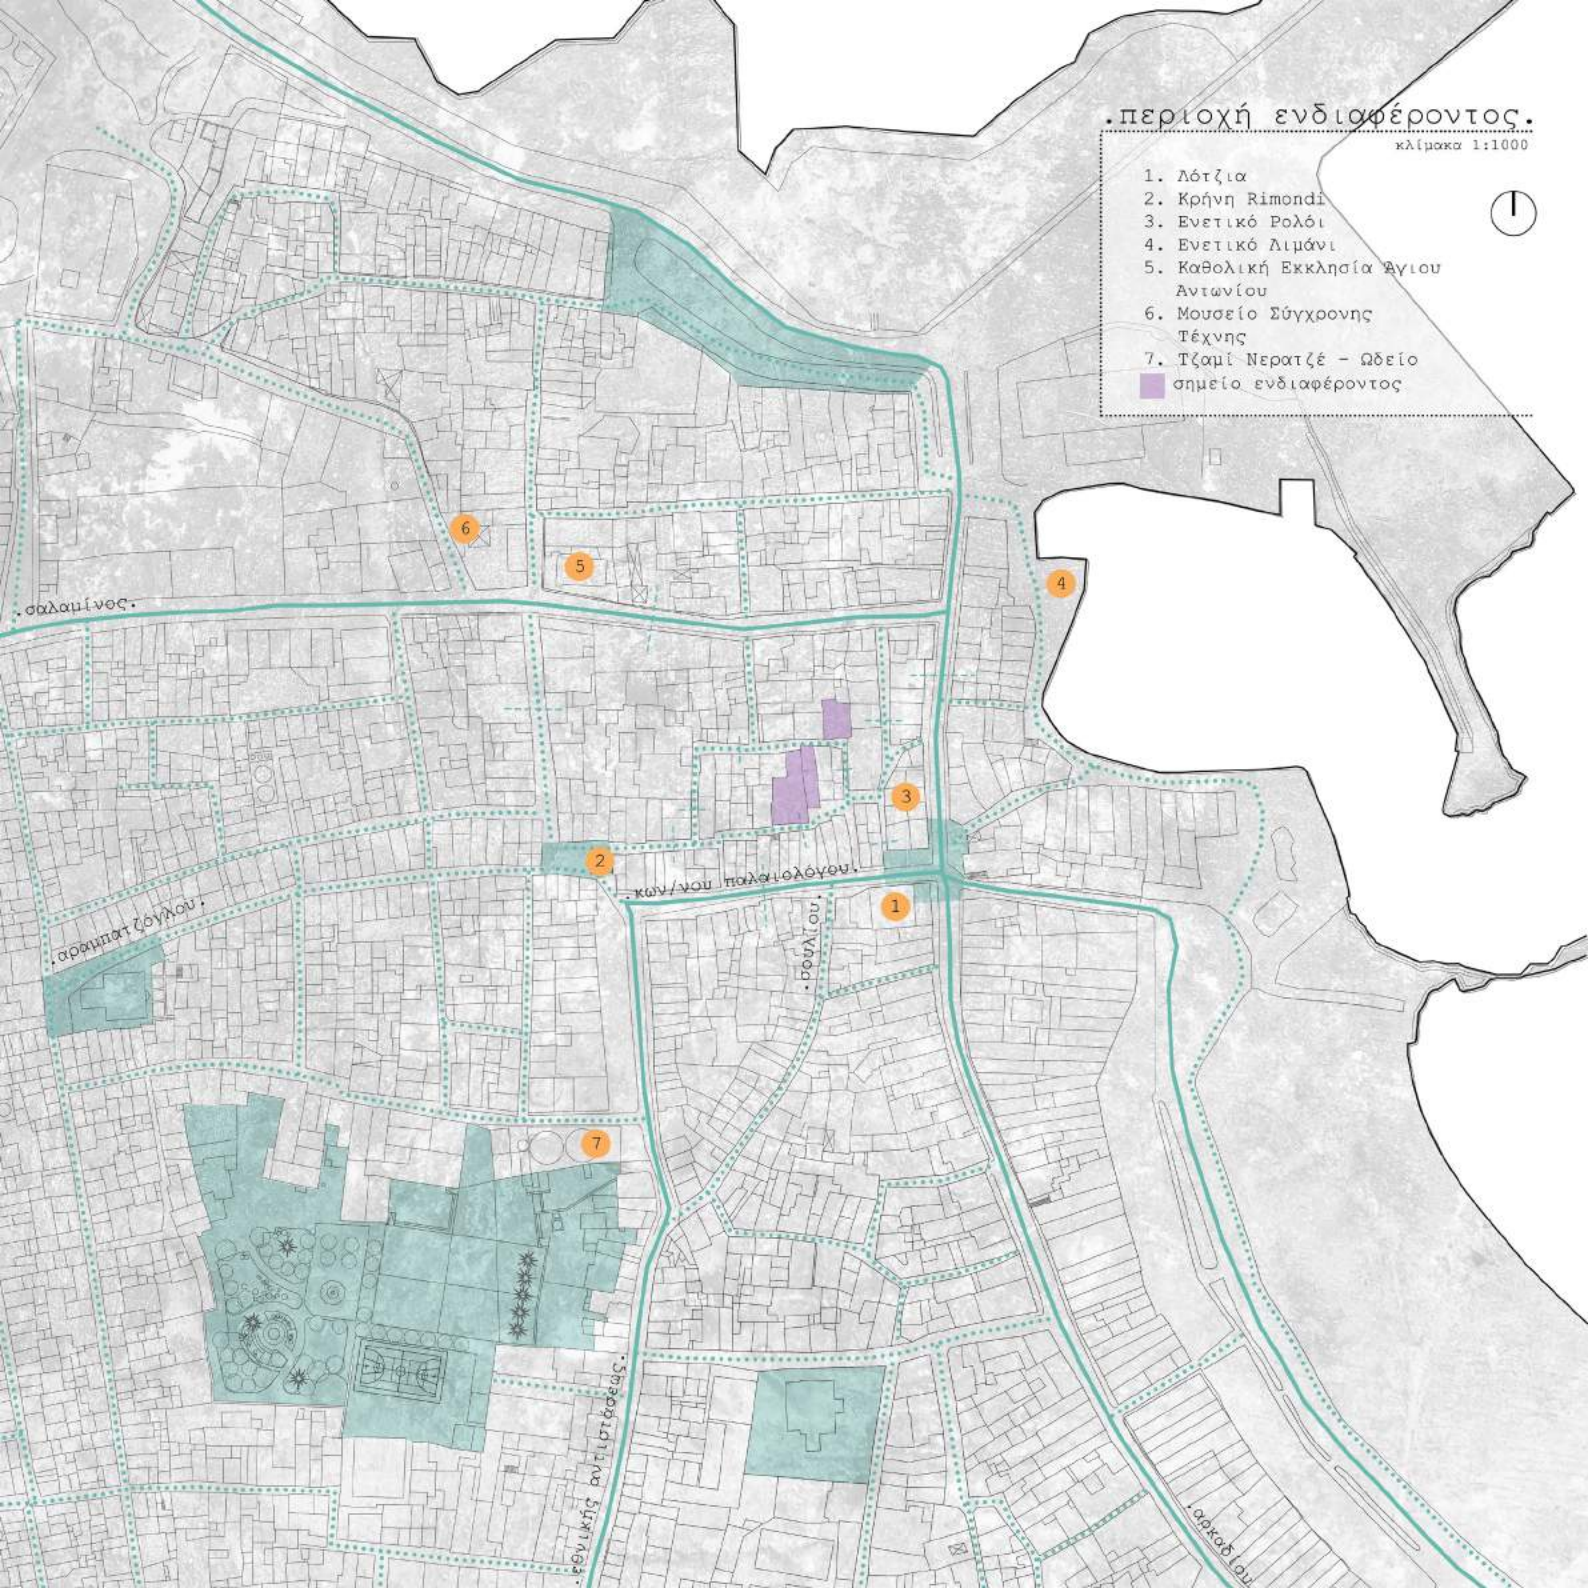 .περιοχή ενδιαφέροντος.
κλίμακα 1:1000
1. Λότζια
2. Κρήνη Rimondi
3. Ενετικό Ρολόι
4. Ενετικό Λιμάνι
5. Καθολική Εκκλησία Άγιου
Αντωνίου
6. Μουσείο Σύγχρονης
Τέχνης
7. Τζαμί Νερατζέ - Ωδείο
σημείο ενδιαφέροντος
6
5
4
.σαλαμίνος.
3
2
.κων/νου παλαιολόγου.
1
.αραμπατζόγλου.
.σουλίου.
7
.εθνικής αντιστάσεως.
.αρκαδίου